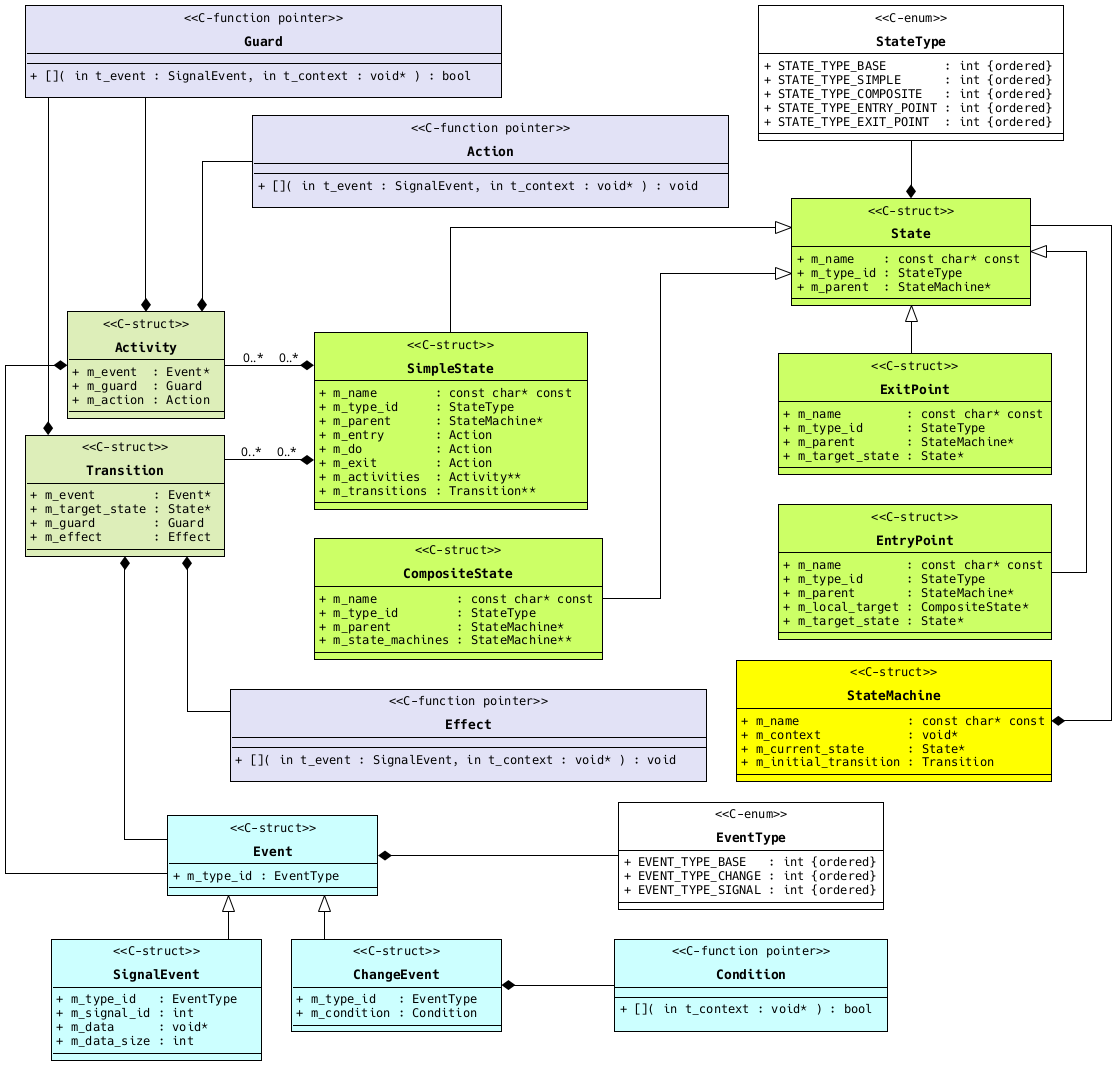 <<C-function pointer>>
Guard
+ []( in t_event : SignalEvent, in t_context : void* ) : bool
<<C-enum>>
StateType
+ STATE_TYPE_BASE        : int {ordered}
+ STATE_TYPE_SIMPLE      : int {ordered}
+ STATE_TYPE_COMPOSITE   : int {ordered}
+ STATE_TYPE_ENTRY_POINT : int {ordered}
+ STATE_TYPE_EXIT_POINT  : int {ordered}
<<C-function pointer>>
Action
+ []( in t_event : SignalEvent, in t_context : void* ) : void
<<C-struct>>
State
+ m_name    : const char* const
+ m_type_id : StateType
+ m_parent  : StateMachine*
<<C-struct>>
Activity
+ m_event  : Event*
+ m_guard  : Guard
+ m_action : Action
0..*   0..*
<<C-struct>>
SimpleState
+ m_name        : const char* const
+ m_type_id     : StateType
+ m_parent      : StateMachine*
+ m_entry       : Action
+ m_do          : Action
+ m_exit        : Action
+ m_activities  : Activity**
+ m_transitions : Transition**
<<C-struct>>
ExitPoint
+ m_name         : const char* const
+ m_type_id      : StateType
+ m_parent       : StateMachine*
+ m_target_state : State*
<<C-struct>>
Transition
+ m_event        : Event*
+ m_target_state : State*
+ m_guard        : Guard
+ m_effect       : Effect
0..*   0..*
<<C-struct>>
EntryPoint
+ m_name         : const char* const
+ m_type_id      : StateType
+ m_parent       : StateMachine*
+ m_local_target : CompositeState*
+ m_target_state : State*
<<C-struct>>
CompositeState
+ m_name           : const char* const
+ m_type_id        : StateType
+ m_parent         : StateMachine*
+ m_state_machines : StateMachine**
<<C-struct>>
StateMachine
+ m_name               : const char* const
+ m_context            : void*
+ m_current_state      : State*
+ m_initial_transition : Transition
<<C-function pointer>>
Effect
+ []( in t_event : SignalEvent, in t_context : void* ) : void
<<C-struct>>
Event
+ m_type_id : EventType
<<C-enum>>
EventType
+ EVENT_TYPE_BASE   : int {ordered}
+ EVENT_TYPE_CHANGE : int {ordered}
+ EVENT_TYPE_SIGNAL : int {ordered}
<<C-struct>>
SignalEvent
+ m_type_id   : EventType
+ m_signal_id : int
+ m_data      : void*
+ m_data_size : int
<<C-struct>>
ChangeEvent
+ m_type_id   : EventType
+ m_condition : Condition
<<C-function pointer>>
Condition
+ []( in t_context : void* ) : bool